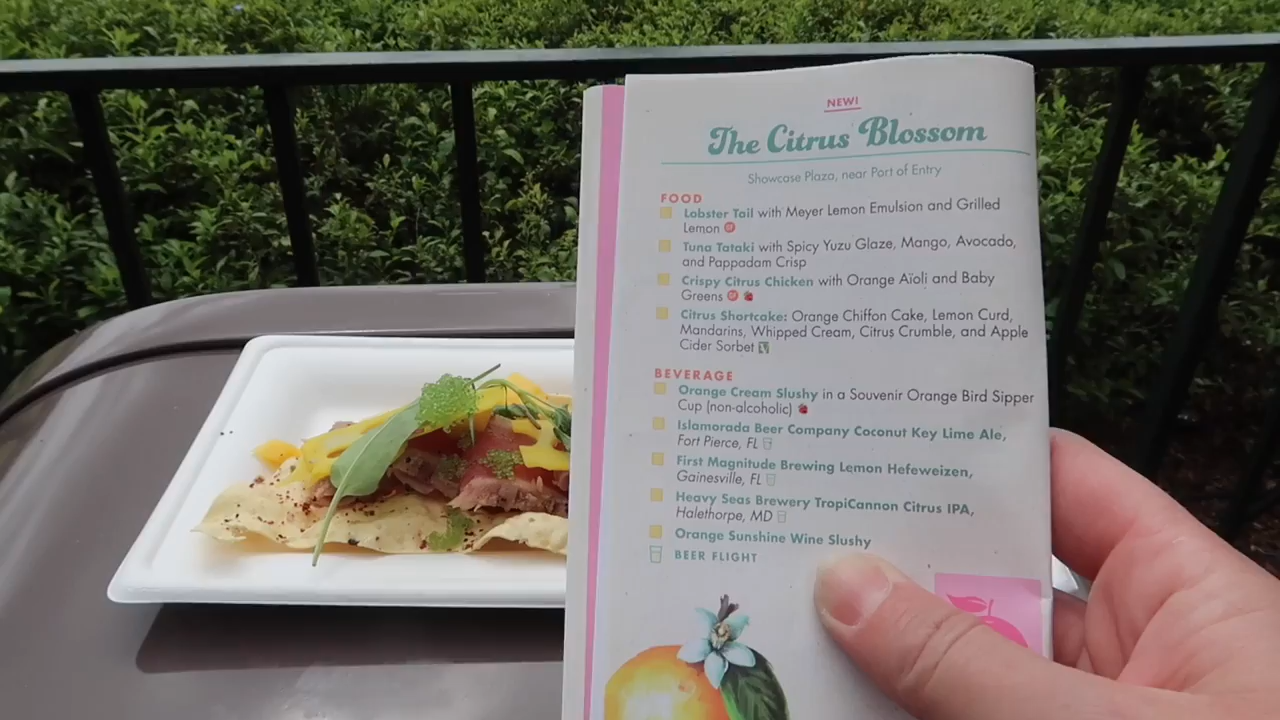 NEW!
The Citrus Blossom
Showcase Plaza, near Port of Entry
FOOD
Lobster Tail with Meyer Lemon Emulsion and Grilled
Lemon
Tuna Tataki with Spicy Yuzu Glaze, Mango, Avocado,
and Pappadam Crisp
Crispy Citrus Chicken with Orange Aïoli and Baby
Greens
Citrus Shortcake: Orange Chiffon Cake, Lemon Curd,
Mandarins, Whipped Cream, Citrus Crumble, and Apple
Cider Sorbet
BEVERAGE
Orange Cream Slushy in a Souvenir Orange Bird Sipper
Cup (non-alcoholic)
Islamorada Beer Company Coconut Key Lime Ale,
Fort Pierce, FL
First Magnitude Brewing Lemon Hefeweizen,
Gainesville, FL
Heavy Seas Brewery TropiCannon Citrus IPA,
Halethorpe, MD
Orange Sunshine Wine Slushy
BEER FLIGHT